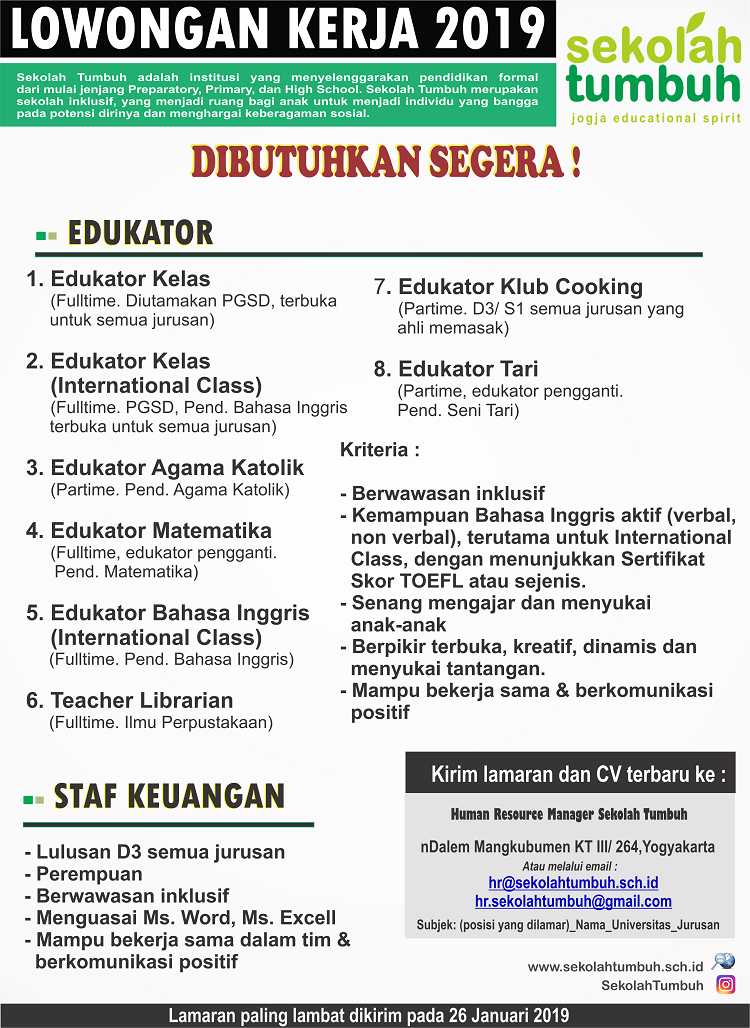 LOWONGAN KERJA 2019
sekolah
tumbuh
jogja educational spirit
Sekolah Tumbuh adalah institusi yang menyelenggarakan pendidikan formal
dari mulai jenjang Preparatory, Primary, dan High School. Sekolah Tumbuh merupakan
sekolah inklusif, yang menjadi ruang bagi anak untuk menjadi individu yang bangga
pada potensi dirinya dan menghargai keberagaman sosial.
DIBUTUHKAN SEGERA !
EDUKATOR
1. Edukator Kelas
(Fulltime. Diutamakan PGSD, terbuka
untuk semua jurusan)
2. Edukator Kelas
(International Class)
(Fulltime. PGSD, Pend. Bahasa Inggris
terbuka untuk semua jurusan)
3. Edukator Agama Katolik
(Partime. Pend. Agama Katolik)
4. Edukator Matematika
(Fulltime, edukator pengganti.
Pend. Matematika)
5. Edukator Bahasa Inggris
(International Class)
(Fulltime. Pend. Bahasa Inggris)
6. Teacher Librarian
(Fulltime. Ilmu Perpustakaan)
7. Edukator Klub Cooking
(Partime. D3/ S1 semua jurusan yang
ahli memasak)
8. Edukator Tari
(Partime, edukator pengganti.
Pend. Seni Tari)
Kriteria :
- Berwawasan inklusif
- Kemampuan Bahasa Inggris aktif (verbal,
non verbal), terutama untuk International
Class, dengan menunjukkan Sertifikat
Skor TOEFL atau sejenis.
- Senang mengajar dan menyukai
anak-anak
- Berpikir terbuka, kreatif, dinamis dan
menyukai tantangan.
- Mampu bekerja sama & berkomunikasi
positif
STAF KEUANGAN
- Lulusan D3 semua jurusan
- Perempuan
- Berwawasan inklusif
- Menguasai Ms. Word, Ms. Excell
- Mampu bekerja sama dalam tim &
berkomunikasi positif
Kirim lamaran dan CV terbaru ke :
Human Resource Manager Sekolah Tumbuh
nDalem Mangkubumen KT III/ 264,Yogyakarta
Atau melalui email :
hr@sekolahtumbuh.sch.id
hr.sekolahtumbuh@gmail.com
Subjek: (posisi yang dilamar)_Nama_Universitas_Jurusan
www.sekolahtumbuh.sch.id
SekolahTumbuh
Lamaran paling lambat dikirim pada 26 Januari 2019